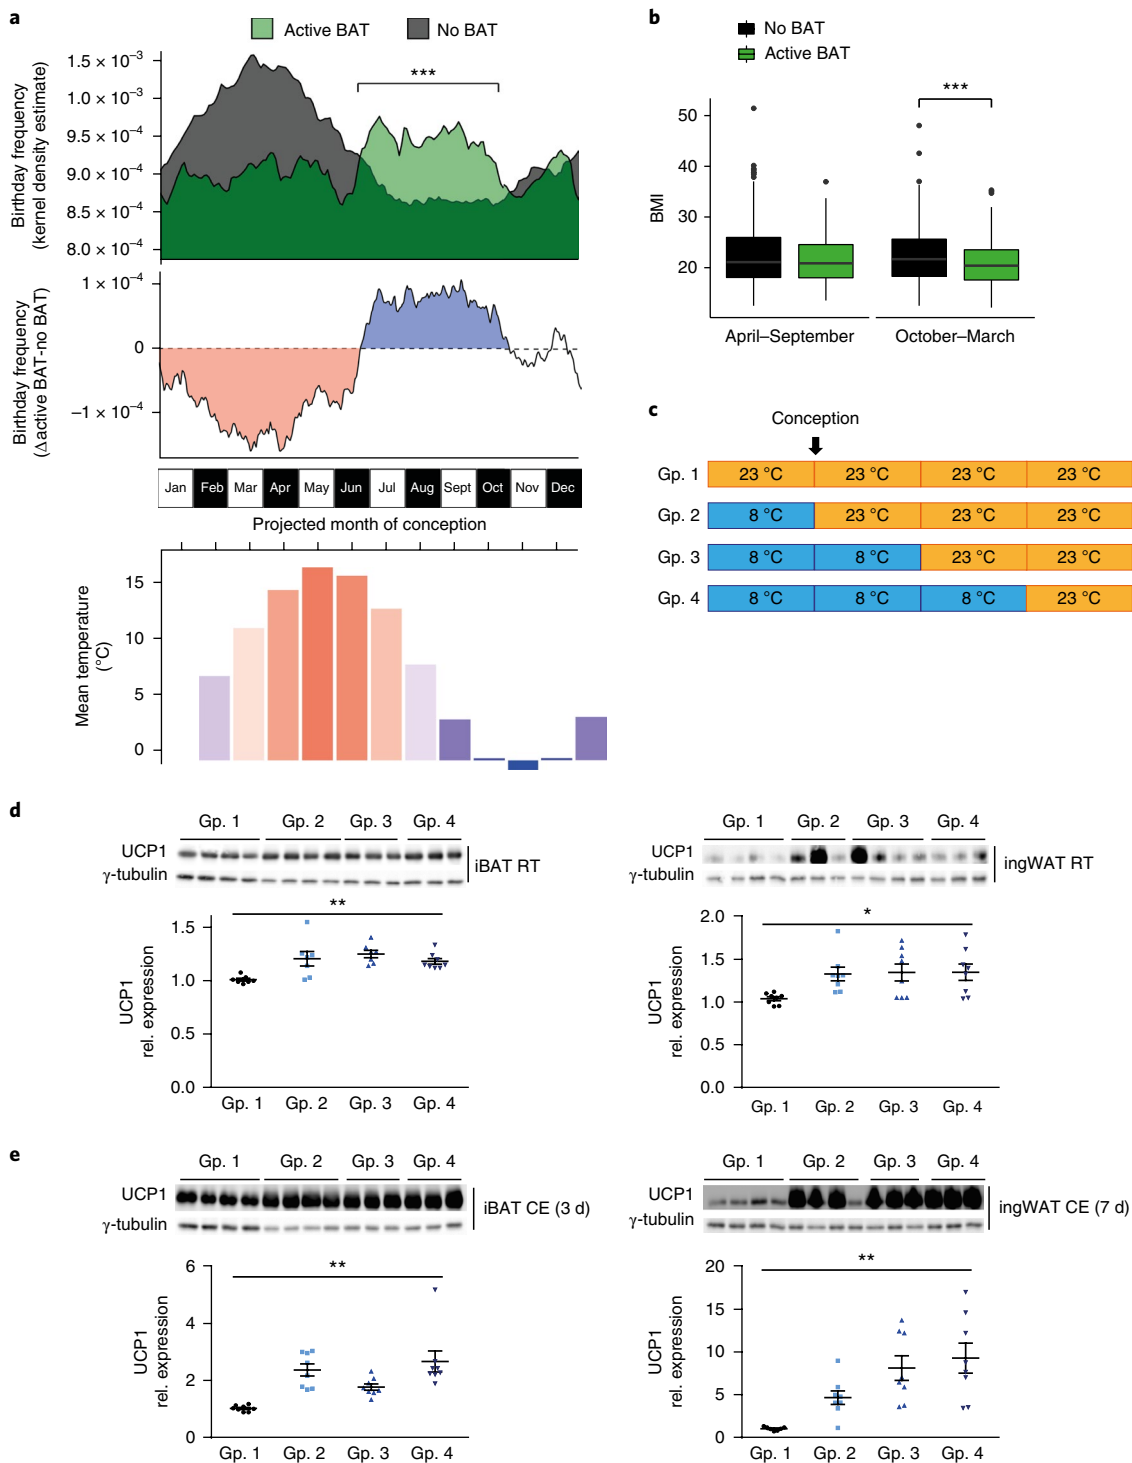 a
Active BAT
No BAT
Birthday frequency
(kernel density estimate)
1.5 × 10⁻³
1.0 × 10⁻³
9.5 × 10⁻⁴
9.0 × 10⁻⁴
8.5 × 10⁻⁴
8.0 × 10⁻⁴
***
Birthday frequency
(Δactive BAT-no BAT)
1 × 10⁻⁴
0
−1 × 10⁻⁴
Jan Feb Mar Apr May Jun Jul Aug Sept Oct Nov Dec
Projected month of conception
Mean temperature
(°C)
15
10
5
0
b
No BAT
Active BAT
BMI
50
40
30
20
***
April–September
October–March
c
Conception
Gp. 1 23 °C 23 °C 23 °C 23 °C
Gp. 2 8 °C 23 °C 23 °C 23 °C
Gp. 3 8 °C 8 °C 23 °C 23 °C
Gp. 4 8 °C 8 °C 8 °C 23 °C
d
Gp. 1 Gp. 2 Gp. 3 Gp. 4
UCP1
γ-tubulin
iBAT RT
**
UCP1
rel. expression
1.5
1.0
0.5
0.0
Gp. 1 Gp. 2 Gp. 3 Gp. 4
Gp. 1 Gp. 2 Gp. 3 Gp. 4
UCP1
γ-tubulin
ingWAT RT
*
UCP1
rel. expression
2.0
1.5
1.0
0.5
0.0
Gp. 1 Gp. 2 Gp. 3 Gp. 4
e
Gp. 1 Gp. 2 Gp. 3 Gp. 4
UCP1
γ-tubulin
iBAT CE (3 d)
**
UCP1
rel. expression
6
4
2
0
Gp. 1 Gp. 2 Gp. 3 Gp. 4
Gp. 1 Gp. 2 Gp. 3 Gp. 4
UCP1
γ-tubulin
ingWAT CE (7 d)
**
UCP1
rel. expression
20
15
10
5
0
Gp. 1 Gp. 2 Gp. 3 Gp. 4